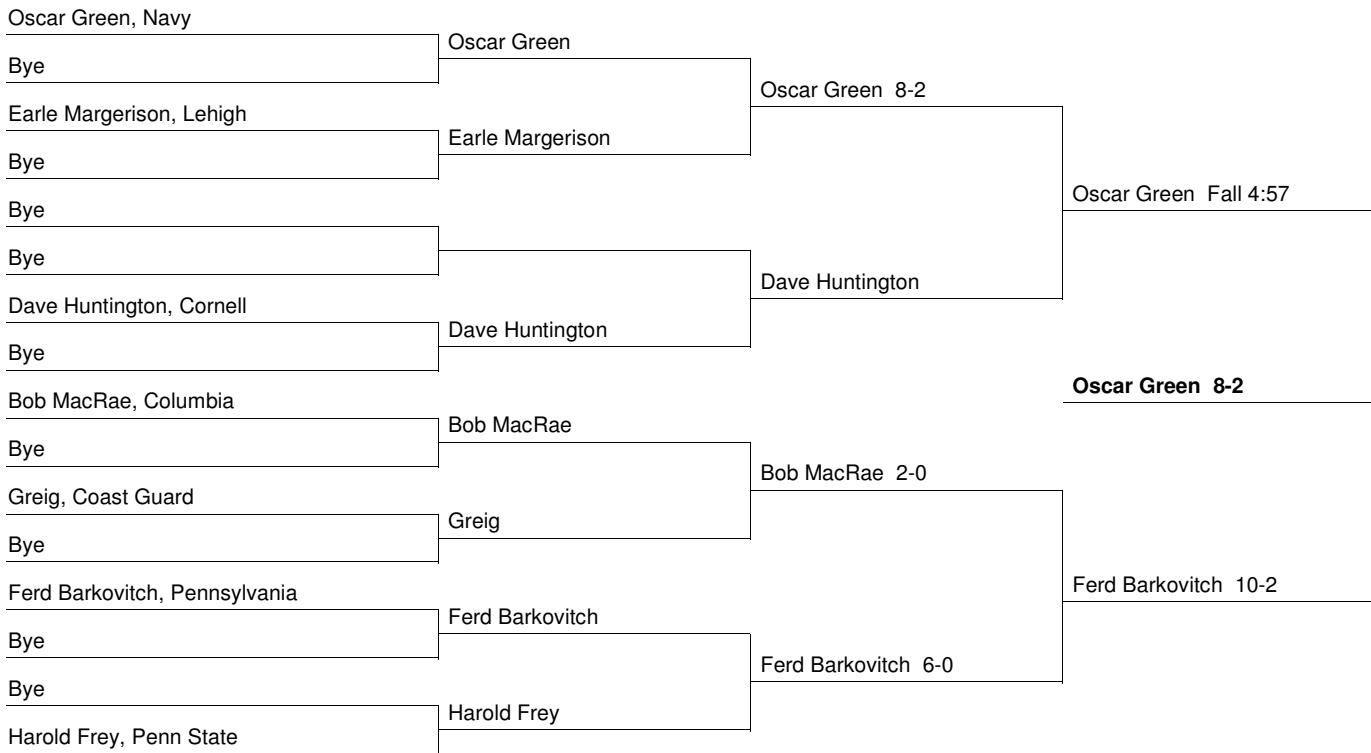 Oscar Green, Navy
Bye
Earle Margerison, Lehigh
Bye
Bye
Bye
Dave Huntington, Cornell
Bye
Bob MacRae, Columbia
Bye
Greig, Coast Guard
Bye
Ferd Barkovitch, Pennsylvania
Bye
Bye
Harold Frey, Penn State
Oscar Green
Earle Margerison
Dave Huntington
Bob MacRae
Greig
Ferd Barkovitch
Harold Frey
Oscar Green 8-2
Dave Huntington
Bob MacRae 2-0
Ferd Barkovitch 6-0
Oscar Green Fall 4:57
Oscar Green 8-2
Ferd Barkovitch 10-2